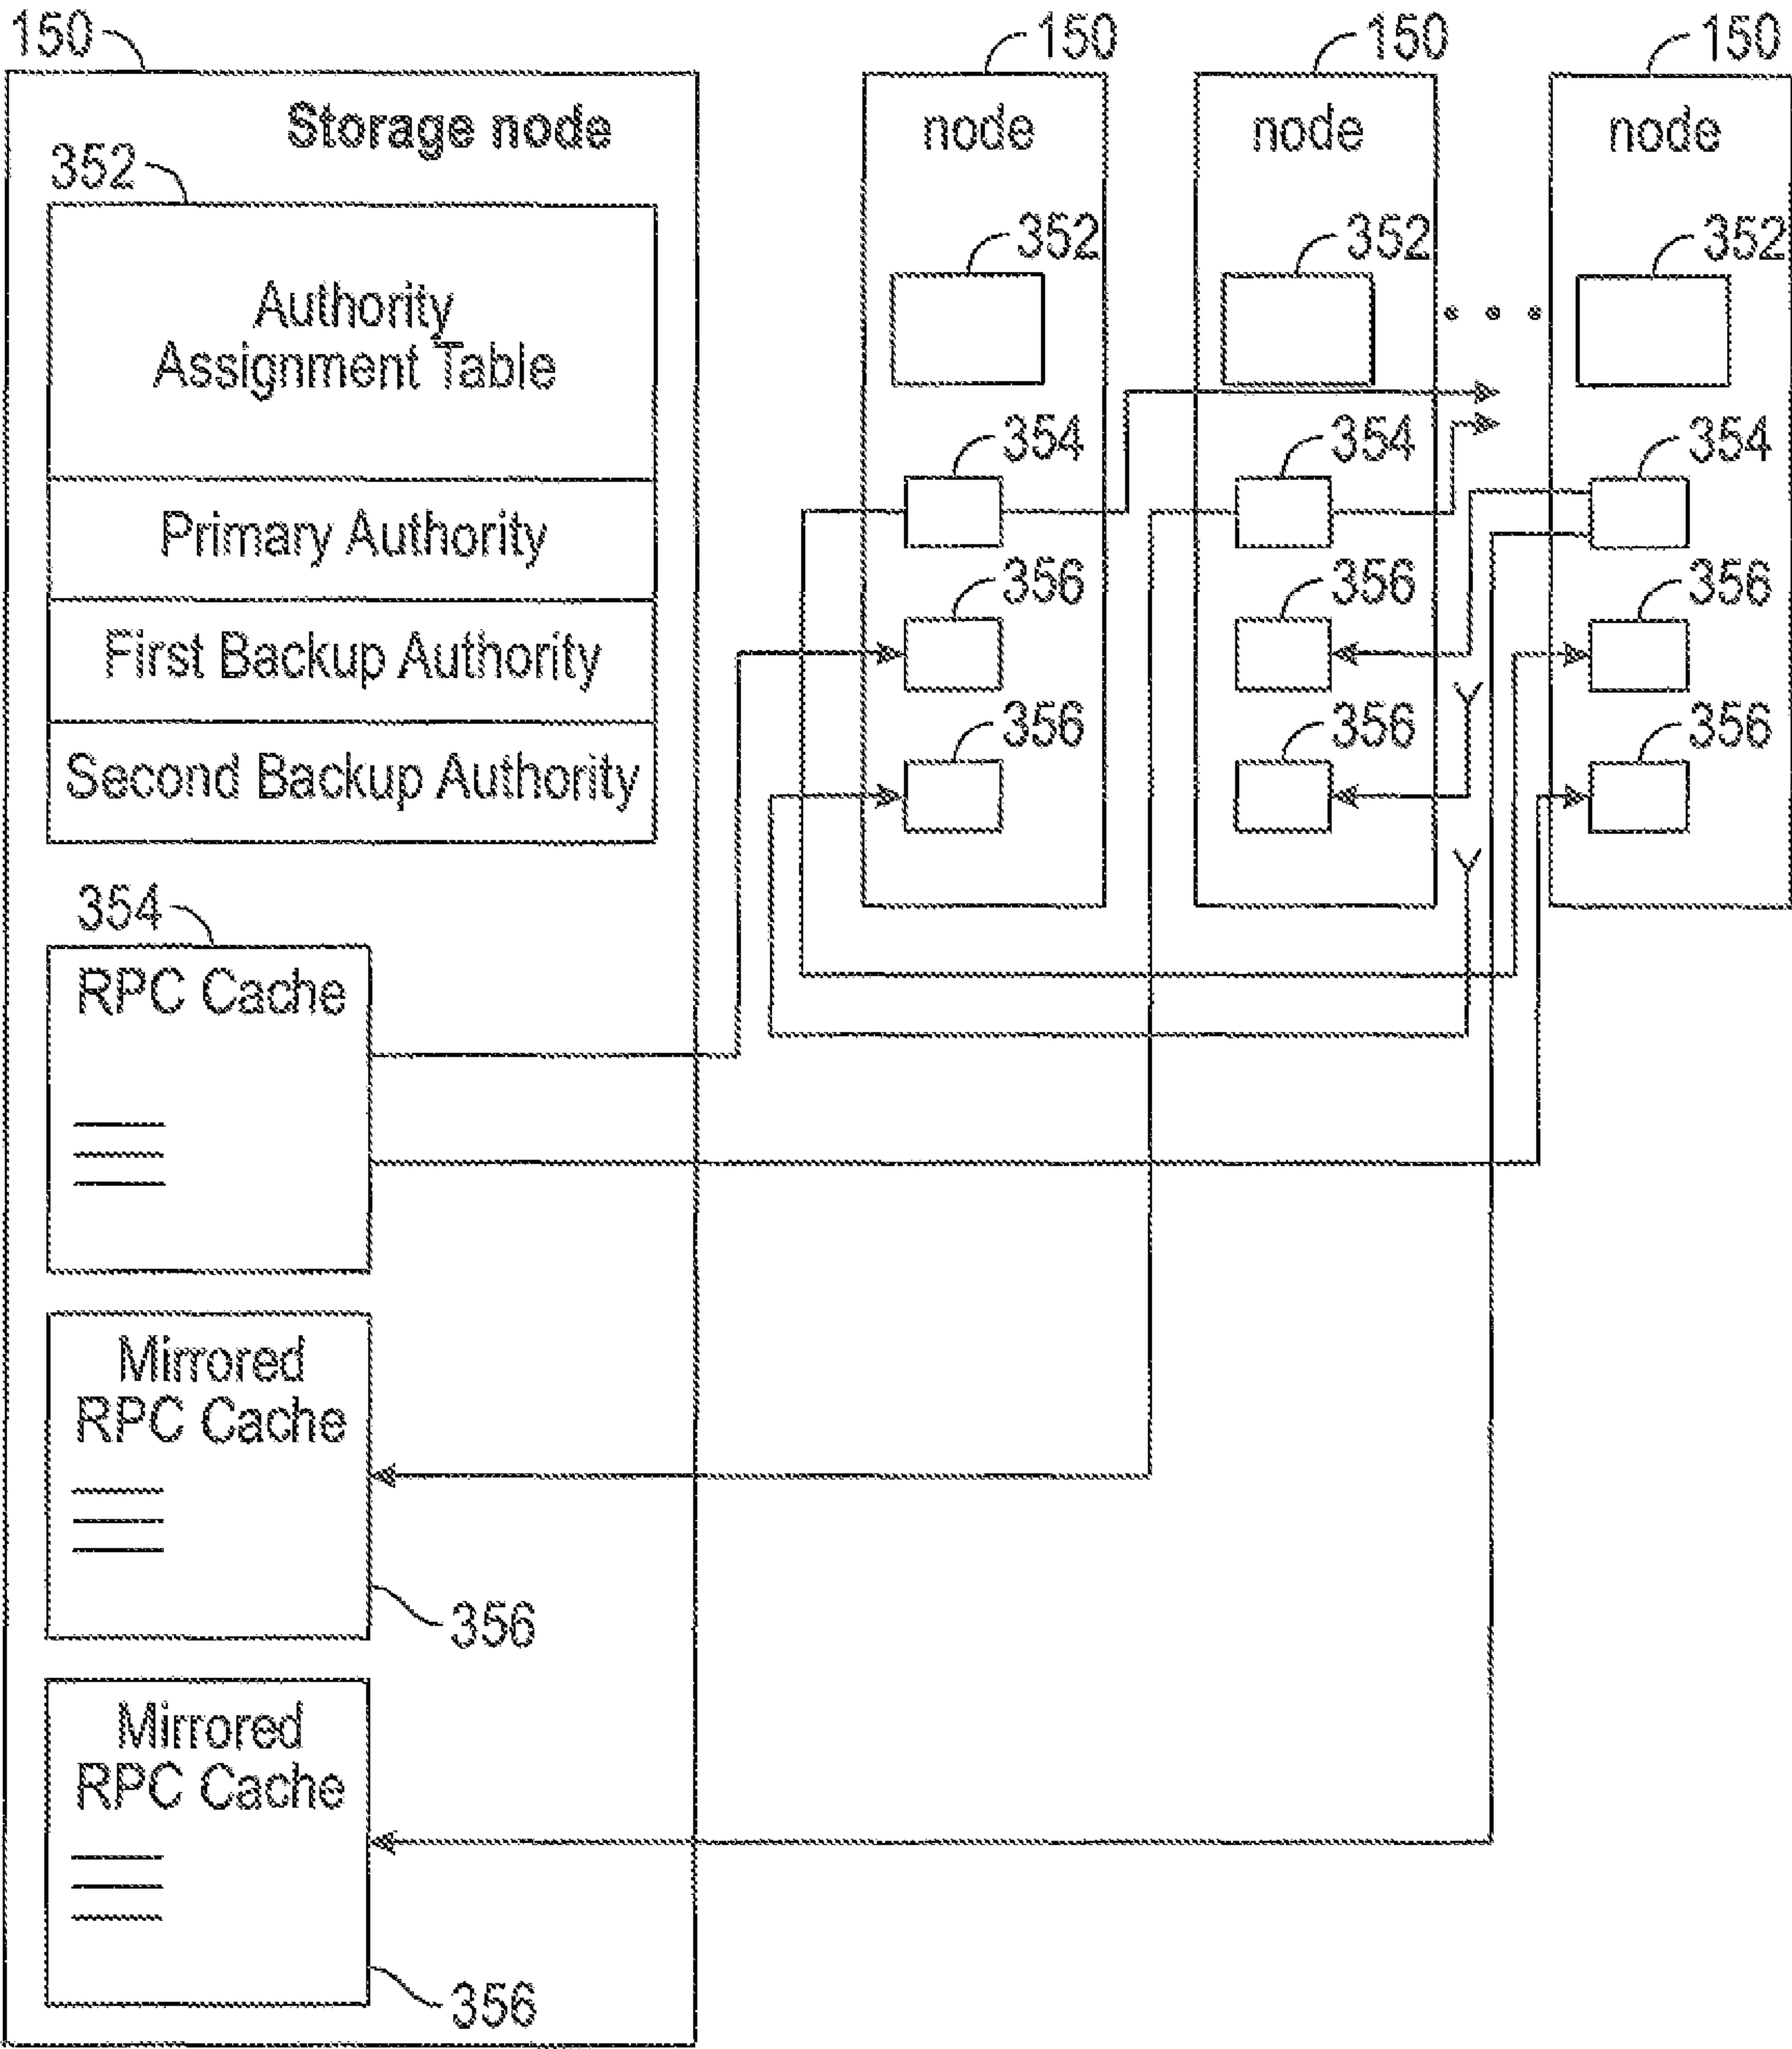 150
150
150
150
Storage node
node
node
node
352
Authority
Assignment Table
Primary Authority
First Backup Authority
Second Backup Authority
352
352
352
354
354
354
356
356
356
356
356
356
354
RPC Cache
Mirrored
RPC Cache
356
Mirrored
RPC Cache
356